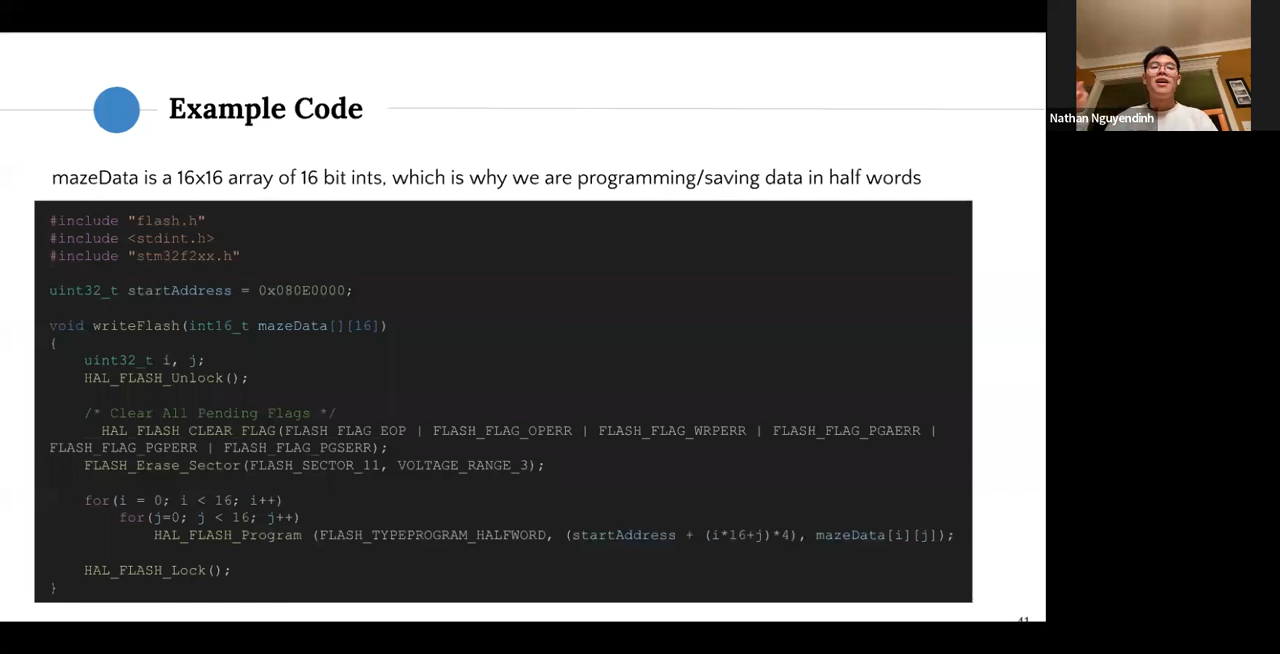 Example Code
Nathan Nguyendinh
mazeData is a 16x16 array of 16 bit ints, which is why we are programming/saving data in half words
#include "flash.h"
#include <stdint.h>
#include "stm32f2xx.h"
uint32_t startAddress = 0x080E0000;
void writeFlash(int16_t mazeData[][16])
{
uint32_t i, j;
HAL_FLASH_Unlock();
/* Clear All Pending Flags */
__HAL_FLASH_CLEAR_FLAG(FLASH_FLAG_EOP | FLASH_FLAG_OPERR | FLASH_FLAG_WRPERR | FLASH_FLAG_PGAERR |
FLASH_FLAG_PGPERR | FLASH_FLAG_PGSERR);
FLASH_Erase_Sector(FLASH_SECTOR_11, VOLTAGE_RANGE_3);
for(i = 0; i < 16; i++)
for(j=0; j < 16; j++)
HAL_FLASH_Program (FLASH_TYPEPROGRAM_HALFWORD, (startAddress + (i*16+j)*4), mazeData[i][j]);
HAL_FLASH_Lock();
}
41